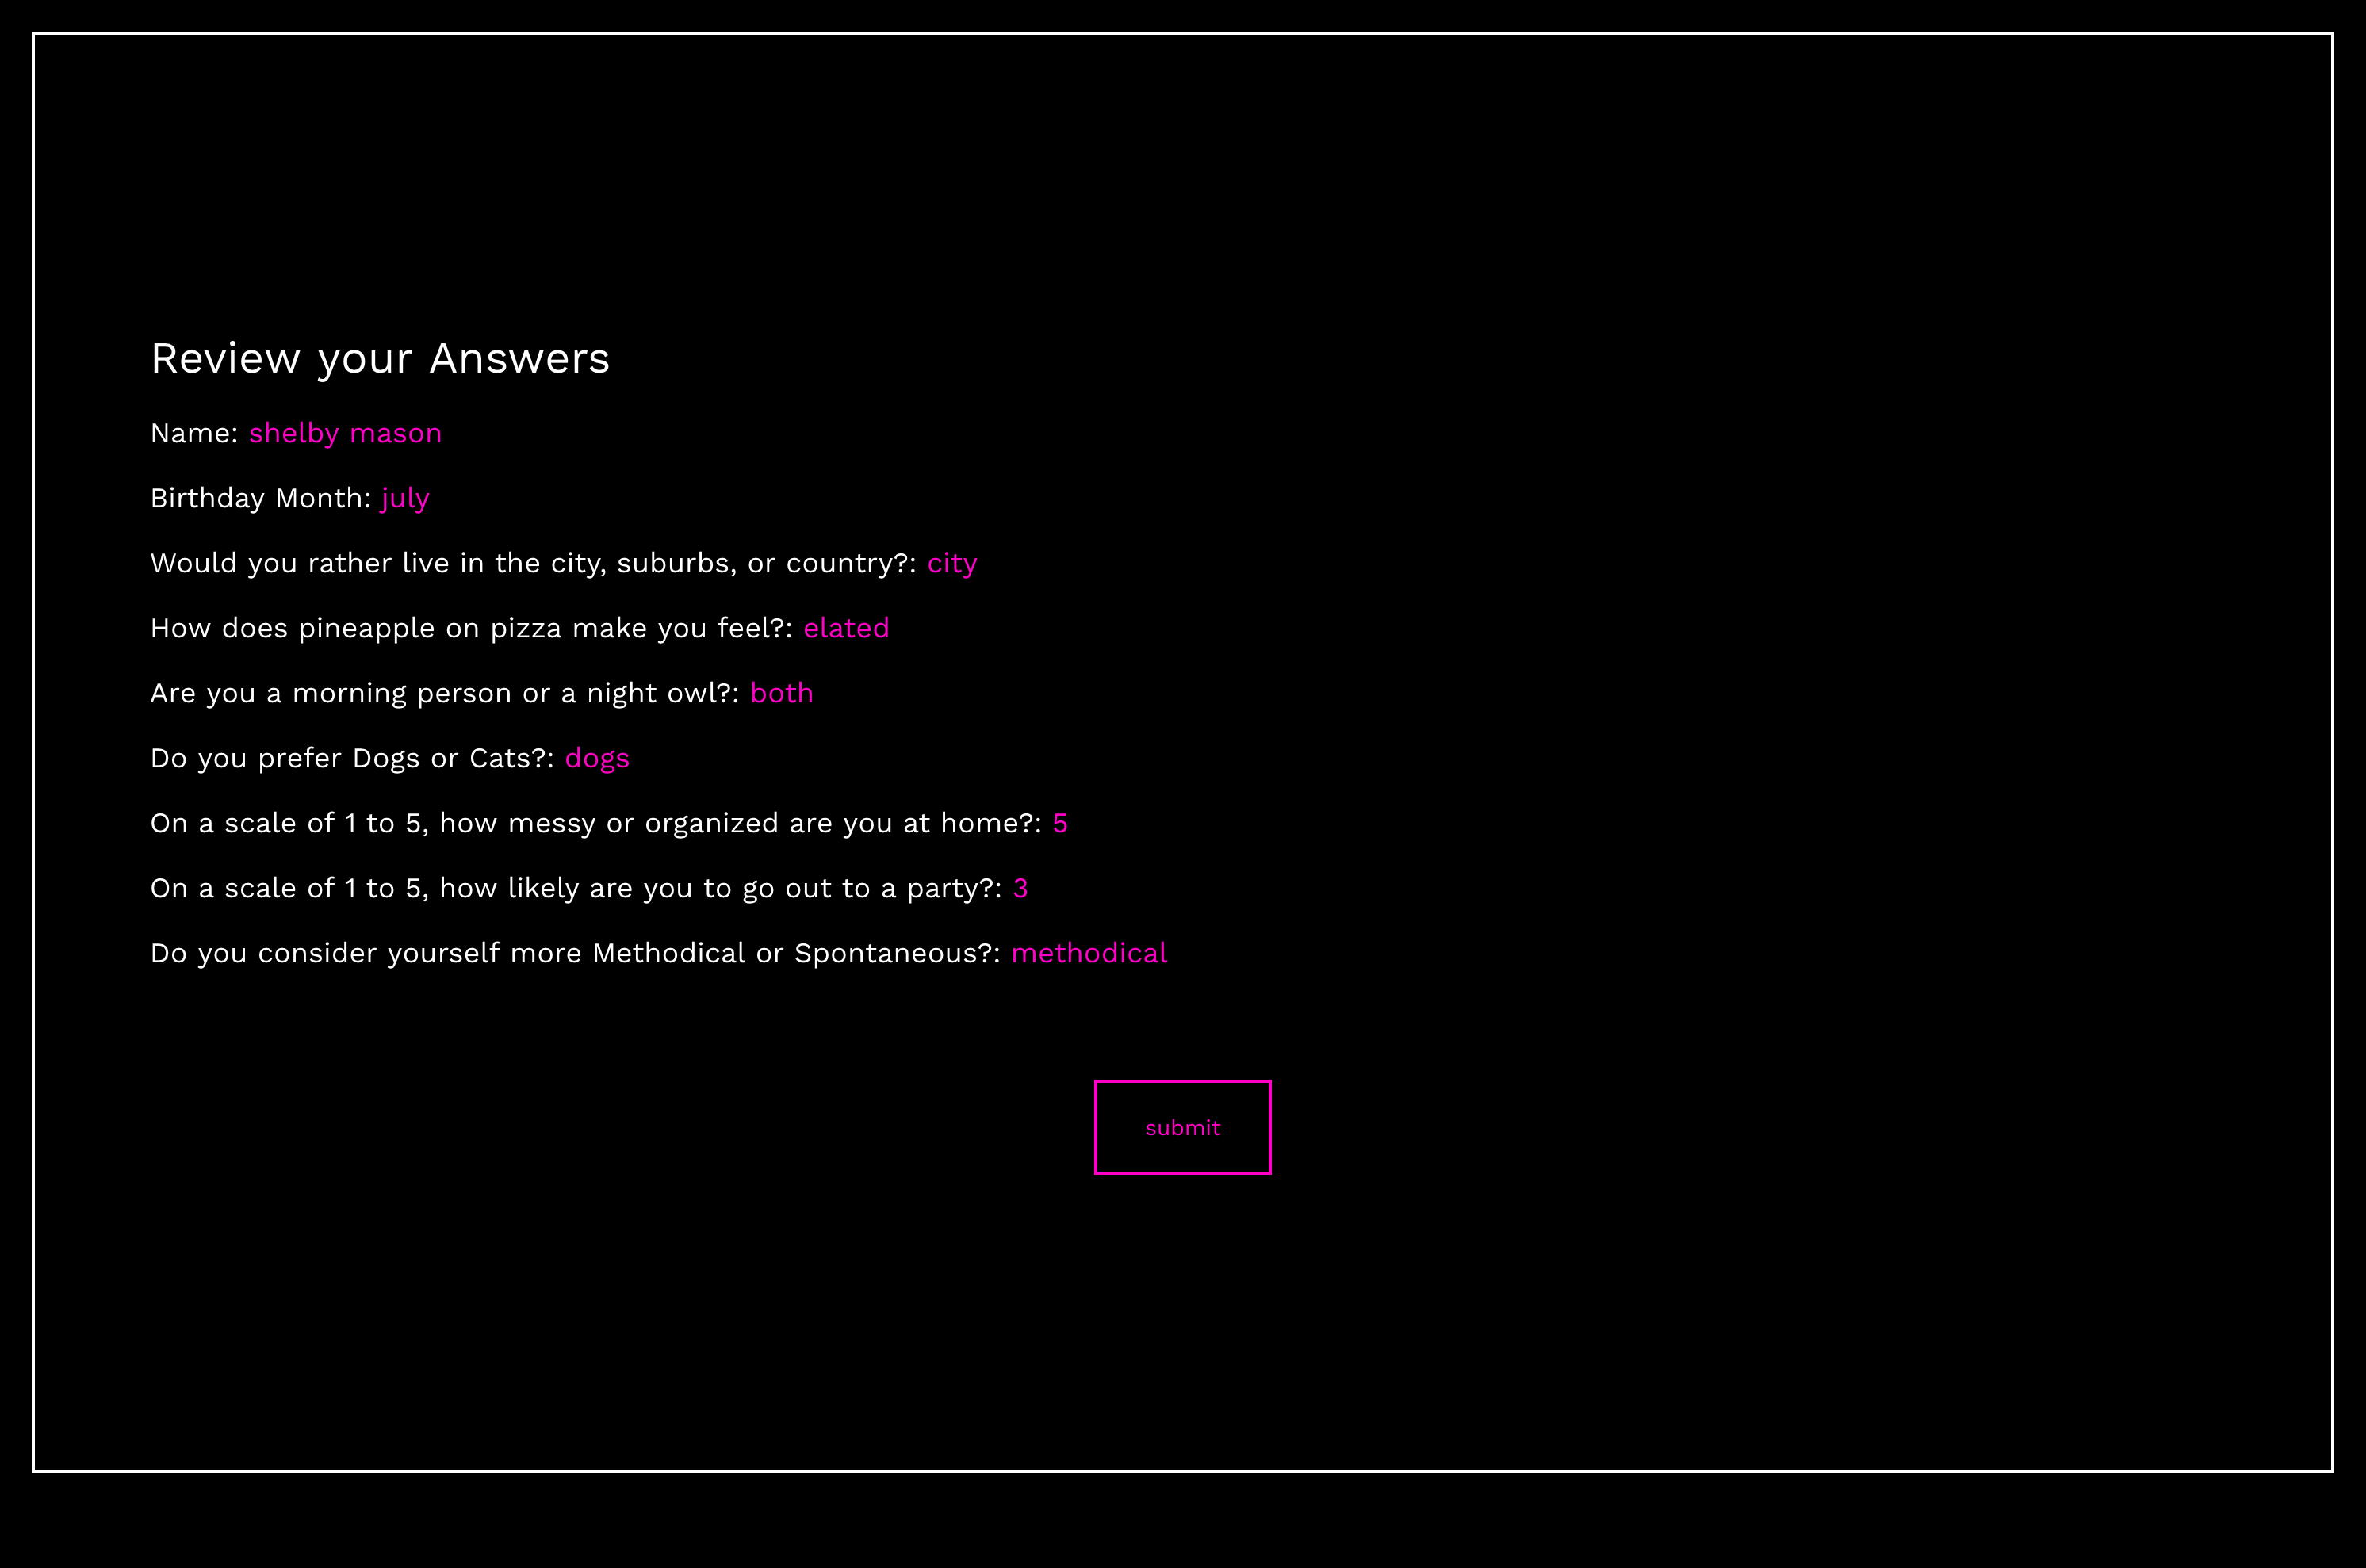 Review your Answers
Name: shelby mason
Birthday Month: july
Would you rather live in the city, suburbs, or country?: city
How does pineapple on pizza make you feel?: elated
Are you a morning person or a night owl?: both
Do you prefer Dogs or Cats?: dogs
On a scale of 1 to 5, how messy or organized are you at home?: 5
On a scale of 1 to 5, how likely are you to go out to a party?: 3
Do you consider yourself more Methodical or Spontaneous?: methodical
submit